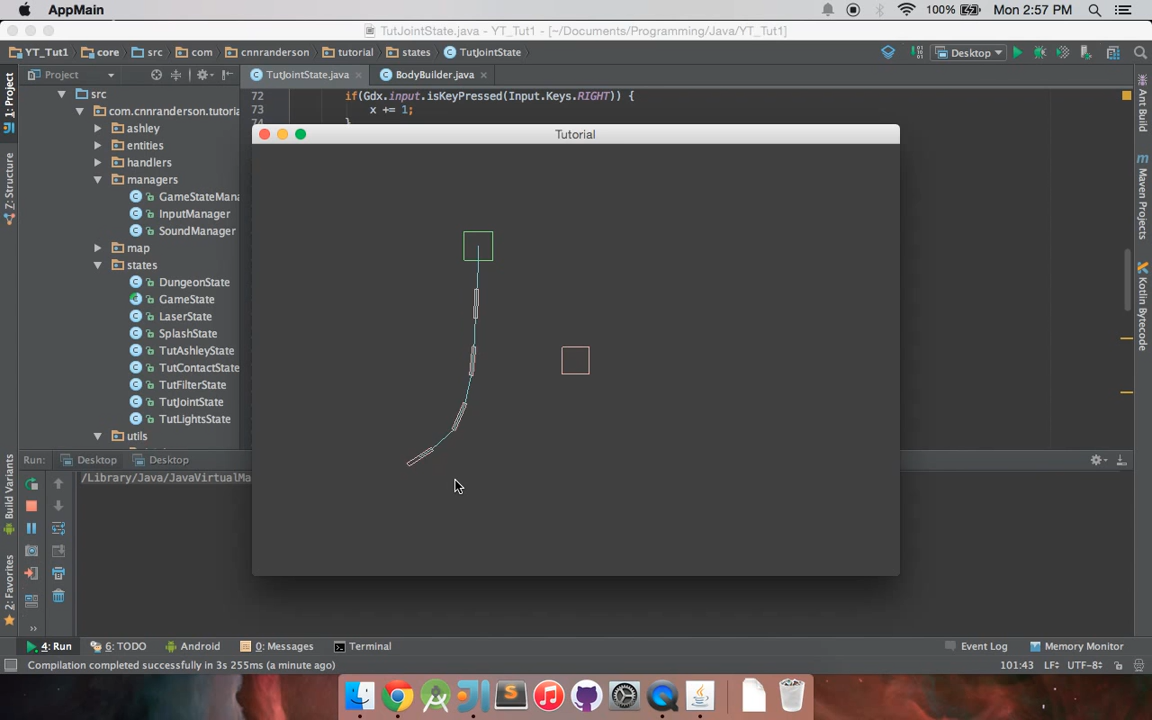 AppMain
100%
Mon 2:57 PM
TutJointState.java - YT_Tut1 - [~/Documents/Programming/Java/YT_Tut1]
YT_Tut1 core src com cnnranderson tutorial states TutJointState
Desktop
Project
TutJointState.java
BodyBuilder.java
1: Project
Z: Structure
Build Variants
2: Favorites
Ant Build
Maven Projects
Kotlin Bytecode
src
com.cnnranderson.tutoria
ashley
entities
handlers
managers
GameStateMana
InputManager
SoundManager
map
states
DungeonState
GameState
LaserState
SplashState
TutAshleyState
TutContactState
TutFilterState
TutJointState
TutLightsState
utils
72 if(Gdx.input.isKeyPressed(Input.Keys.RIGHT)) {
73 x += 1;
74 }
Tutorial
Run: Desktop Desktop
/Library/Java/JavaVirtualMa
4: Run 6: TODO Android 0: Messages Terminal
Event Log Memory Monitor
Compilation completed successfully in 3s 255ms (a minute ago)
101:43 LF÷ UTF-8÷